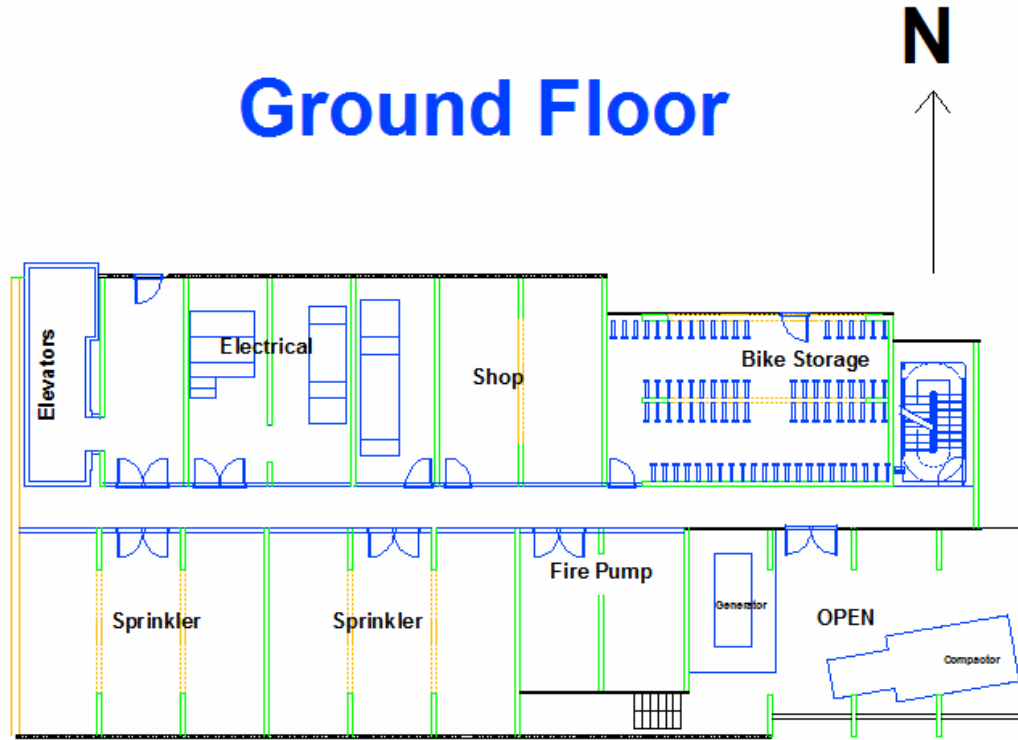 N
Ground Floor
Elevators
Electrical
Shop
Bike Storage
Fire Pump
Sprinkler
Sprinkler
Generator
OPEN
Compactor